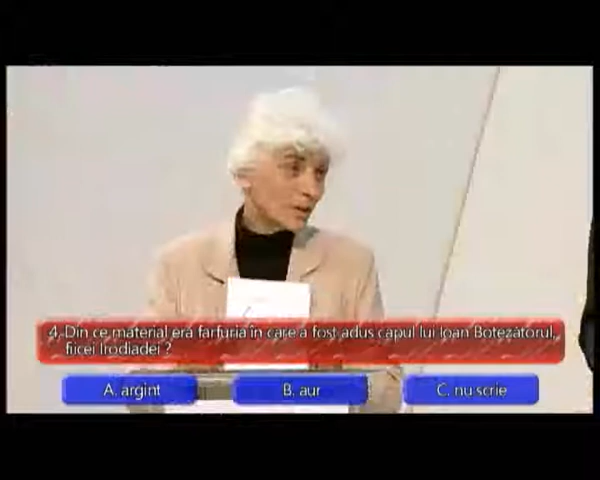 4. Din ce material era farfuria în care a fost adus capul lui Ioan Botezătorul,
fiicei Irodiadei ?
A. argint
B. aur
C. nu scrie